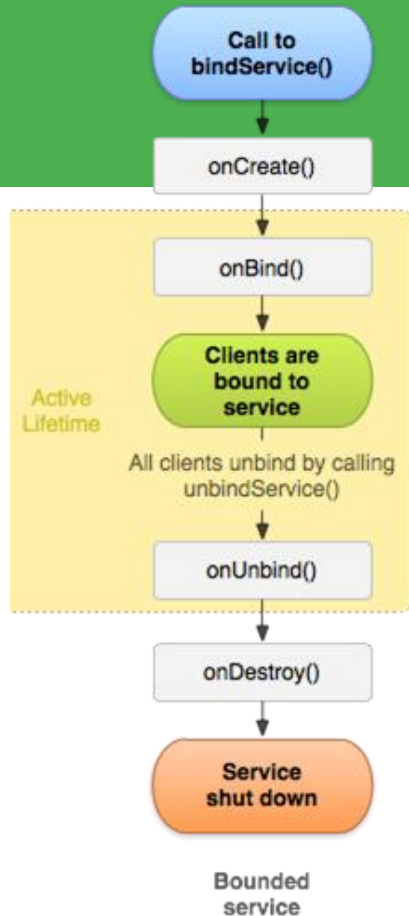 Call to
bindService()
onCreate()
onBind()
Clients are
bound to
service
Active
Lifetime
All clients unbind by calling
unbindService()
onUnbind()
onDestroy()
Service
shut down
Bounded
service